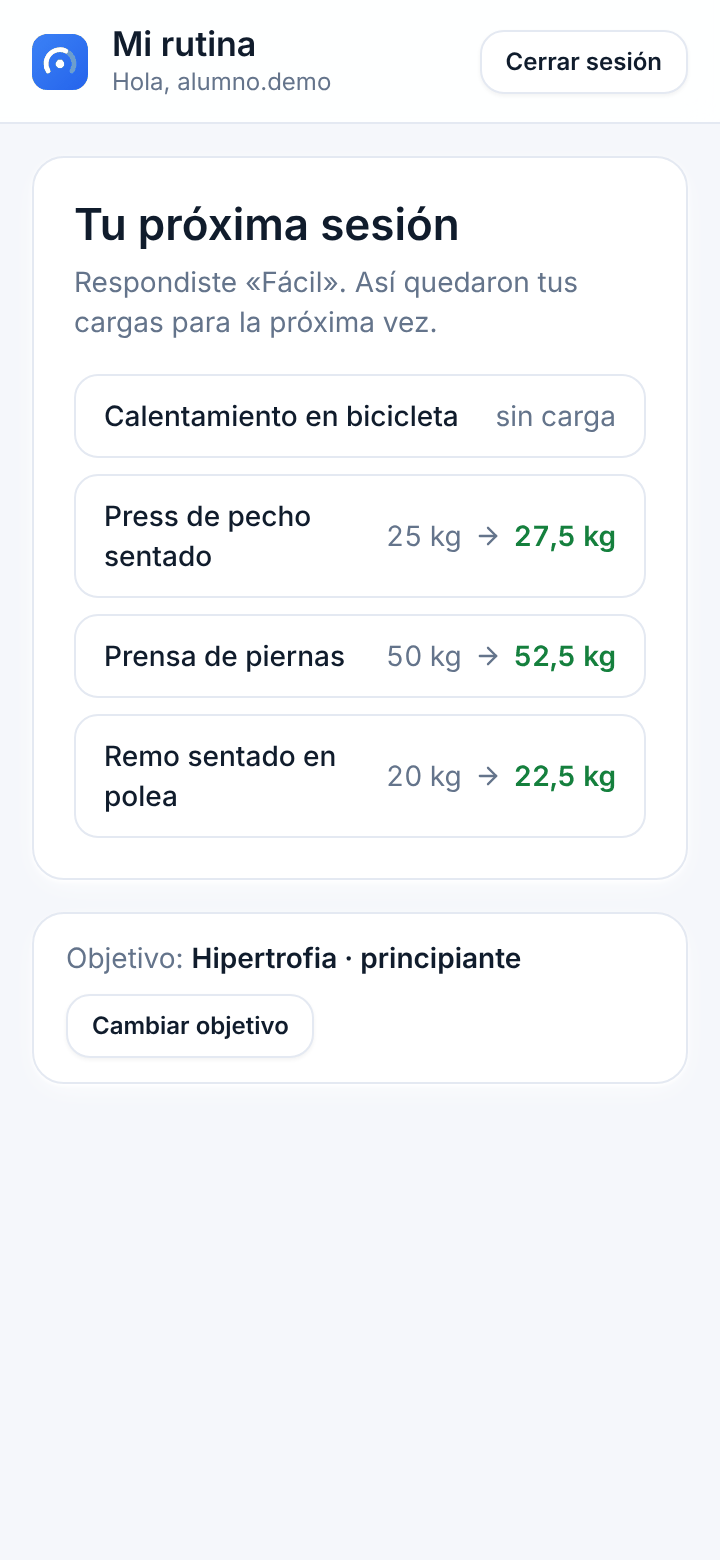 Mi rutina
Hola, alumno.demo
Cerrar sesión
Tu próxima sesión
Respondiste «Fácil». Así quedaron tus
cargas para la próxima vez.
Calentamiento en bicicleta sin carga
Press de pecho
sentado
25 kg → 27,5 kg
Prensa de piernas 50 kg → 52,5 kg
Remo sentado en
polea
20 kg → 22,5 kg
Objetivo: Hipertrofia · principiante
Cambiar objetivo